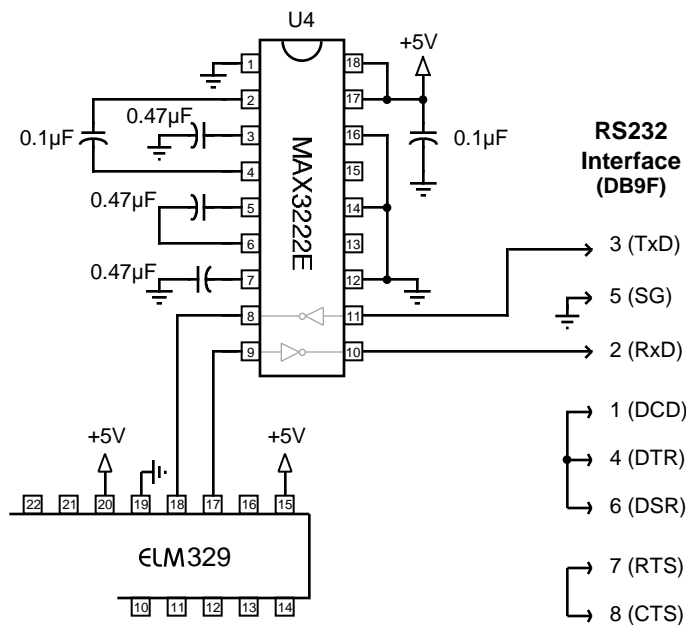 U4
MAX3222E
+5V
1
2
3
4
5
6
7
8
9
18
17
16
15
14
13
12
11
10
0.1µF
0.47µF
0.47µF
0.47µF
0.1µF
RS232
Interface
(DB9F)
3 (TxD)
5 (SG)
2 (RxD)
1 (DCD)
4 (DTR)
6 (DSR)
7 (RTS)
8 (CTS)
+5V
+5V
22
21
20
19
18
17
16
15
ELM329
10
11
12
13
14